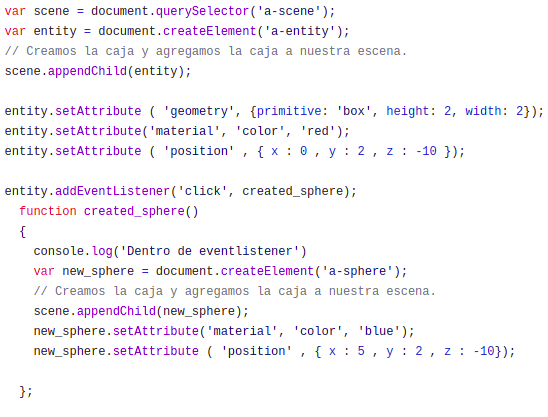 var scene = document.querySelector('a-scene');
var entity = document.createElement('a-entity');
// Creamos la caja y agregamos la caja a nuestra escena.
scene.appendChild(entity);
entity.setAttribute ( 'geometry', {primitive: 'box', height: 2, width: 2});
entity.setAttribute('material', 'color', 'red');
entity.setAttribute ( 'position' , { x : 0 , y : 2 , z : -10 });
entity.addEventListener('click', created_sphere);
function created_sphere()
{
console.log('Dentro de eventlistener')
var new_sphere = document.createElement('a-sphere');
// Creamos la caja y agregamos la caja a nuestra escena.
scene.appendChild(new_sphere);
new_sphere.setAttribute('material', 'color', 'blue');
new_sphere.setAttribute ( 'position' , { x : 5 , y : 2 , z : -10});
};